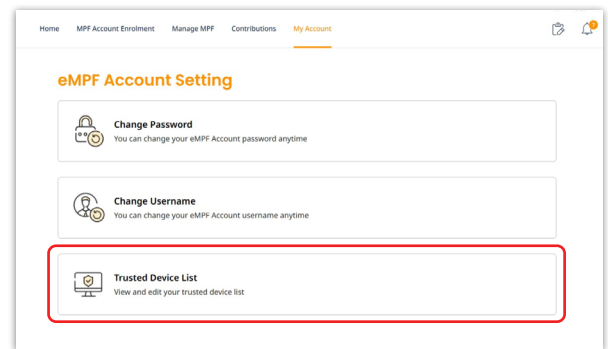 Home MPF Account Enrolment Manage MPF Contributions My Account
eMPF Account Setting
Change Password
You can change your eMPF Account password anytime
Change Username
You can change your eMPF Account username anytime
Trusted Device List
View and edit your trusted device list